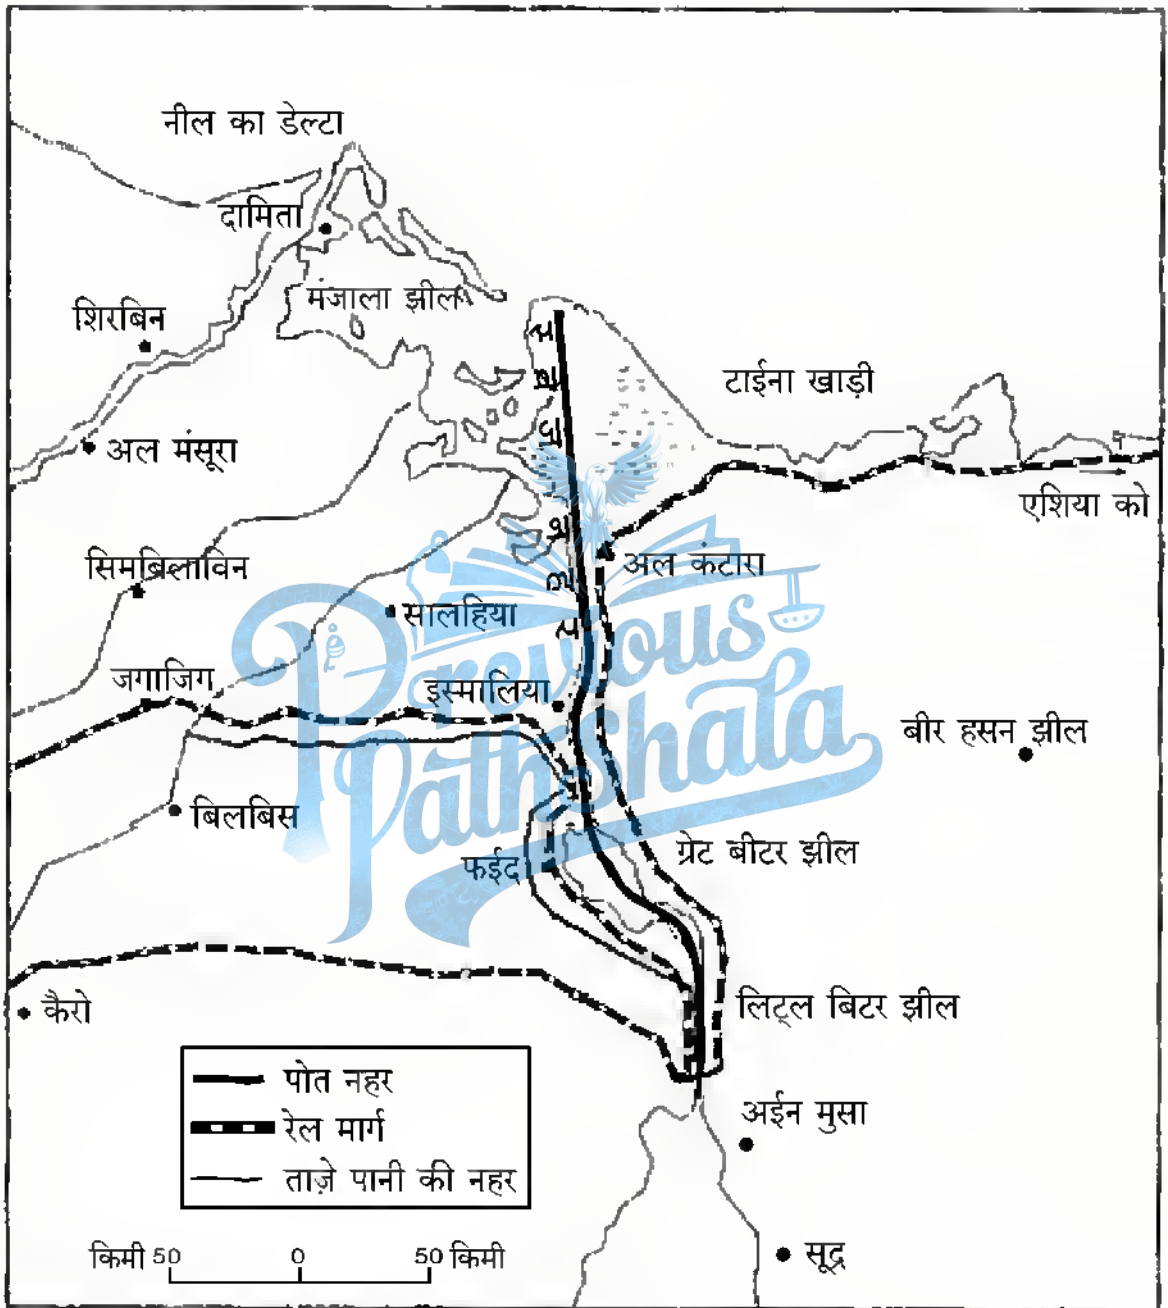 नील का डेल्टा
दामिता
मंजाला झील
शिरबिन
टाईना खाड़ी
अल मंसूरा
एशिया को
अल कंटारा
सिमबिलाविन
सालहिया
जगाजिग
इस्मालिया
बीर हसन झील
बिलबिस
ग्रेट बीटर झील
फईद
लिट्ल बिटर झील
कैरो
पोत नहर
रेल मार्ग
ताज़े पानी की नहर
अईन मुसा
किमी 50 0 50 किमी
सूद्र
Previous
Pathshala